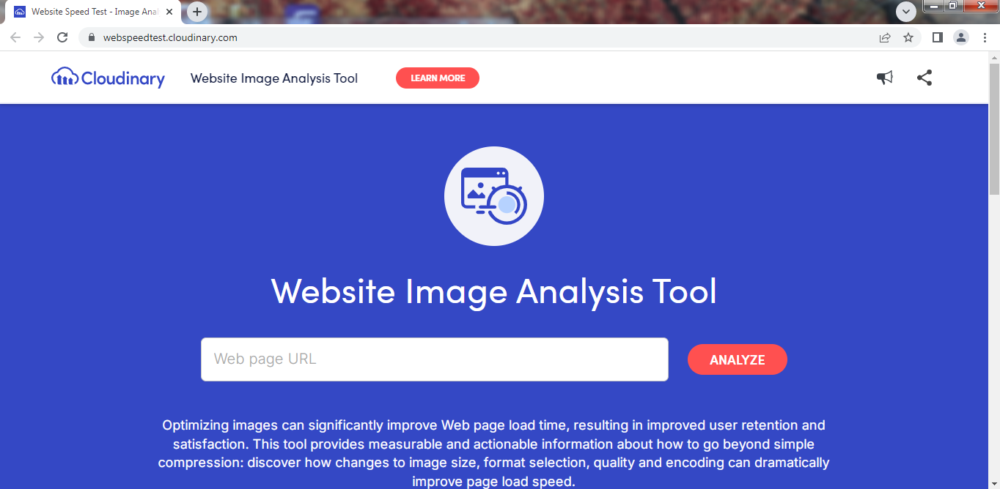 Website Speed Test - Image Anal
webspeedtest.cloudinary.com
Cloudinary
Website Image Analysis Tool
LEARN MORE
Website Image Analysis Tool
Web page URL
ANALYZE
Optimizing images can significantly improve Web page load time, resulting in improved user retention and
satisfaction. This tool provides measurable and actionable information about how to go beyond simple
compression: discover how changes to image size, format selection, quality and encoding can dramatically
improve page load speed.